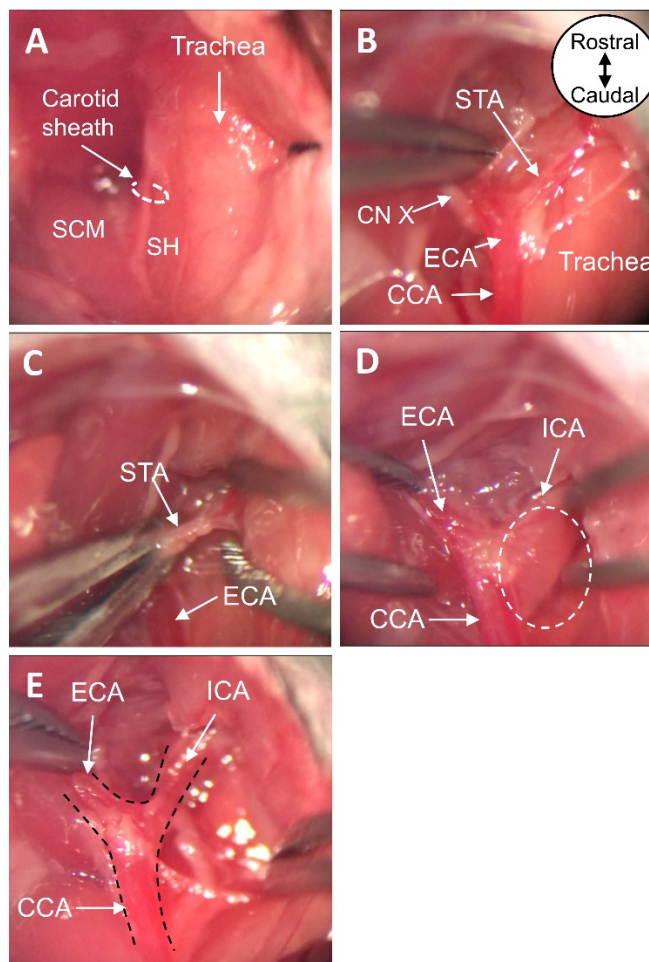 A
Trachea
Carotid
sheath
SCM
SH
B
Rostral
Caudal
STA
CN X
ECA
CCA
Trachea
C
STA
ECA
D
ECA
ICA
CCA
E
ECA
ICA
CCA